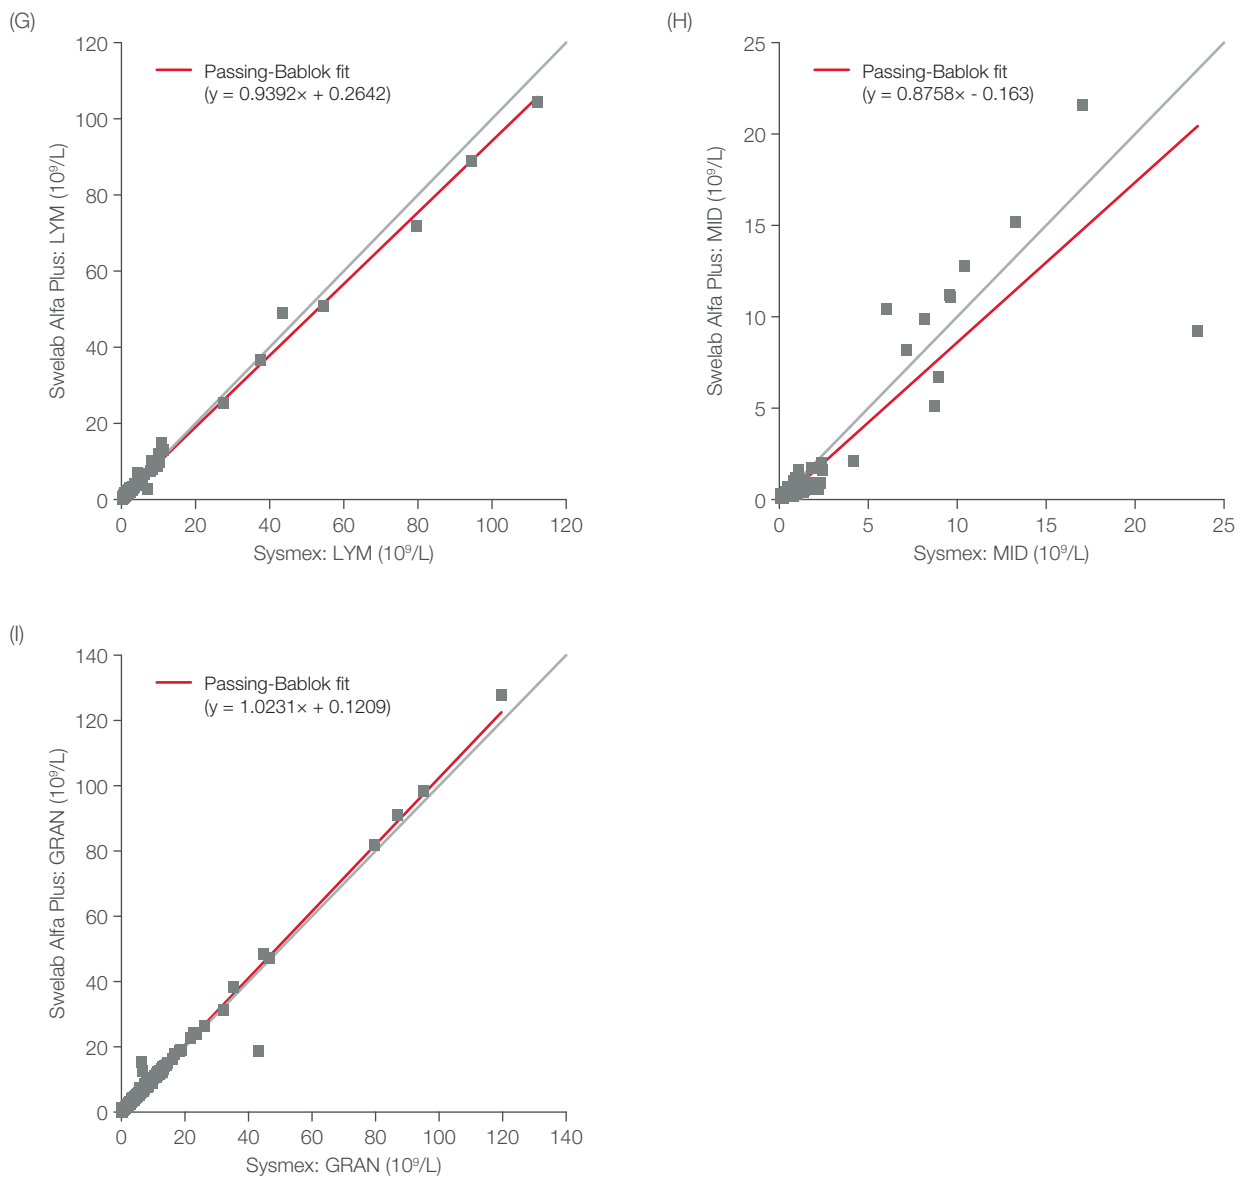 (G)
120
100
80
60
40
20
0
Swelab Alfa Plus: LYM (10⁹/L)
Passing-Bablok fit
(y = 0.9392× + 0.2642)
0 20 40 60 80 100 120
Sysmex: LYM (10⁹/L)
(H)
25
20
15
10
5
0
Swelab Alfa Plus: MID (10⁹/L)
Passing-Bablok fit
(y = 0.8758× - 0.163)
0 5 10 15 20 25
Sysmex: MID (10⁹/L)
(I)
140
120
100
80
60
40
20
0
Swelab Alfa Plus: GRAN (10⁹/L)
Passing-Bablok fit
(y = 1.0231× + 0.1209)
0 20 40 60 80 100 120 140
Sysmex: GRAN (10⁹/L)